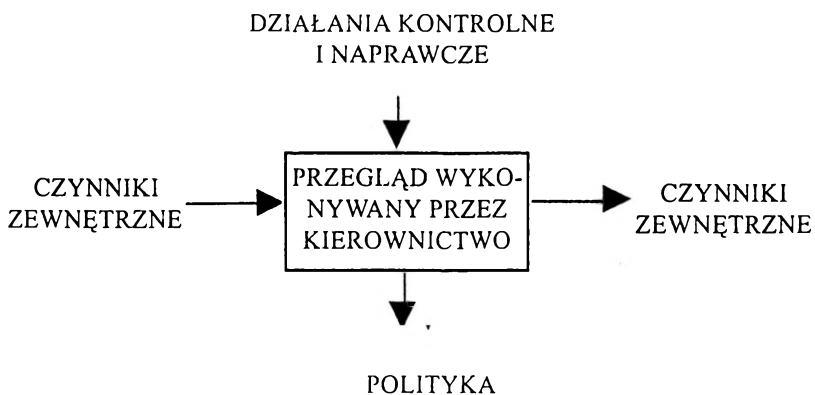 DZIAŁANIA KONTROLNE
I NAPRAWCZE
CZYNNIKI
ZEWNĘTRZNE
PRZEGLĄD WYKO-
NYWANY PRZEZ
KIEROWNICTWO
CZYNNIKI
ZEWNĘTRZNE
POLITYKA